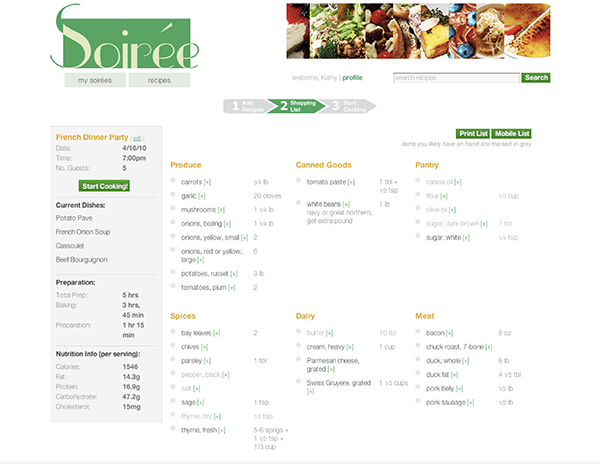 Soirée
my soirées
recipes
welcome, Kathy | profile
search recipes
Search
1 Add Recipes
2 Shopping List
3 Start Cooking
French Dinner Party [edit]
Date: 4/16/10
Time: 7:00pm
No. Guests: 5
Start Cooking!
Current Dishes:
Potato Pave
French Onion Soup
Cassoulet
Beef Bourguignon
Preparation:
Total Prep: 5 hrs
Baking: 3 hrs,
45 min
Preparation: 1 hr 15
min
Nutrition Info (per serving):
Calories: 1546
Fat: 14.3g
Protein: 16.9g
Carbohydrate: 47.2g
Cholesterol: 15mg
Print List
Mobile List
items you likely have on hand are marked in grey
Produce
carrots [+] 3/4 lb
garlic [+] 20 cloves
mushrooms [+] 1 1/4 lb
onions, boiling [+] 1 1/4 lb
onions, yellow, small [+] 2
onions, red or yellow, 6
large [+]
potatoes, russet [+] 3 lb
tomatoes, plum [+] 2
Canned Goods
tomato paste [+] 1 tbl +
1/2 tsp
white beans [+] 1 lb
navy or great northern,
get extra pound
Pantry
canola oil [+]
flour [+] 1/2 cup
olive oil [+]
sugar, dark brown [+] 1 tbl
sugar, white [+] 1/4 tsp
Spices
bay leaves [+] 2
chives [+]
parsley [+] 1 tbl
pepper, black [+]
salt [+]
sage [+] 1 tsp
thyme, dry [+] 1/4 tsp
thyme, fresh [+] 5-6 sprigs +
1 1/2 tsp +
1/3 cup
Dairy
butter [+] 10 tbl
cream, heavy [+] 1 cup
Parmesan cheese,
grated [+]
Swiss Gruyere, grated 1 1/2 cups
[+]
Meat
bacon [+] 8 oz
chuck roast, 7-bone [+]
duck, whole [+] 6 lb
duck fat [+] 4 1/2 tbl
pork belly [+] 1/2 lb
pork sausage [+] 1/2 lb